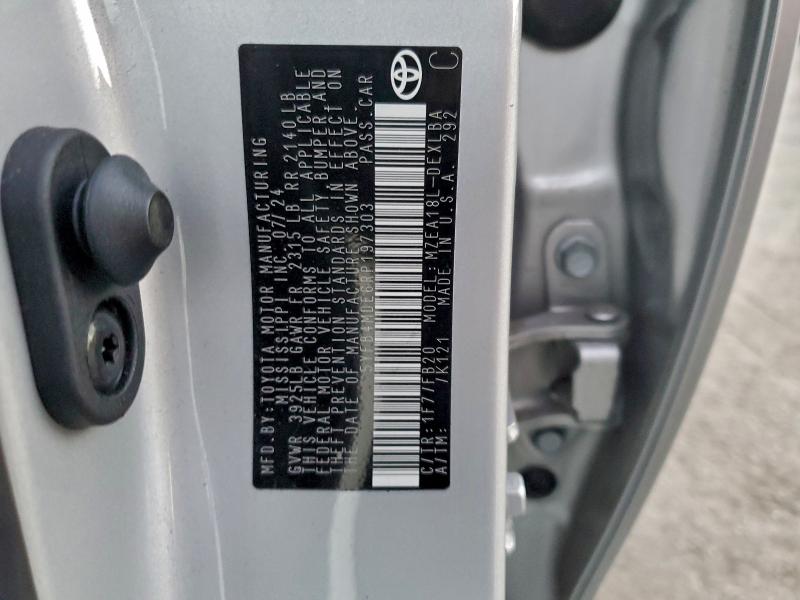 MFD.BY:TOYOTA MOTOR MANUFACTURING
MISSISSIPPI INC. 07/24
GVWR 3925LB GAWR FR 2315 LB RR 2140LB
THIS VEHICLE CONFORMS TO ALL APPLICABLE
FEDERAL MOTOR VEHICLE SAFETY BUMPER,AND
THEFT PREVENTION STANDARDS IN EFFECT ON
THE DATE OF MANUFACTURE SHOWN ABOVE.
5YFB4MDE6RP197303 PASS.CAR
C/TR:1F7/FB20 MODEL:MZEA18L-DEXLBA
A/TM: /K121 MADE IN U.S.A. 292
C